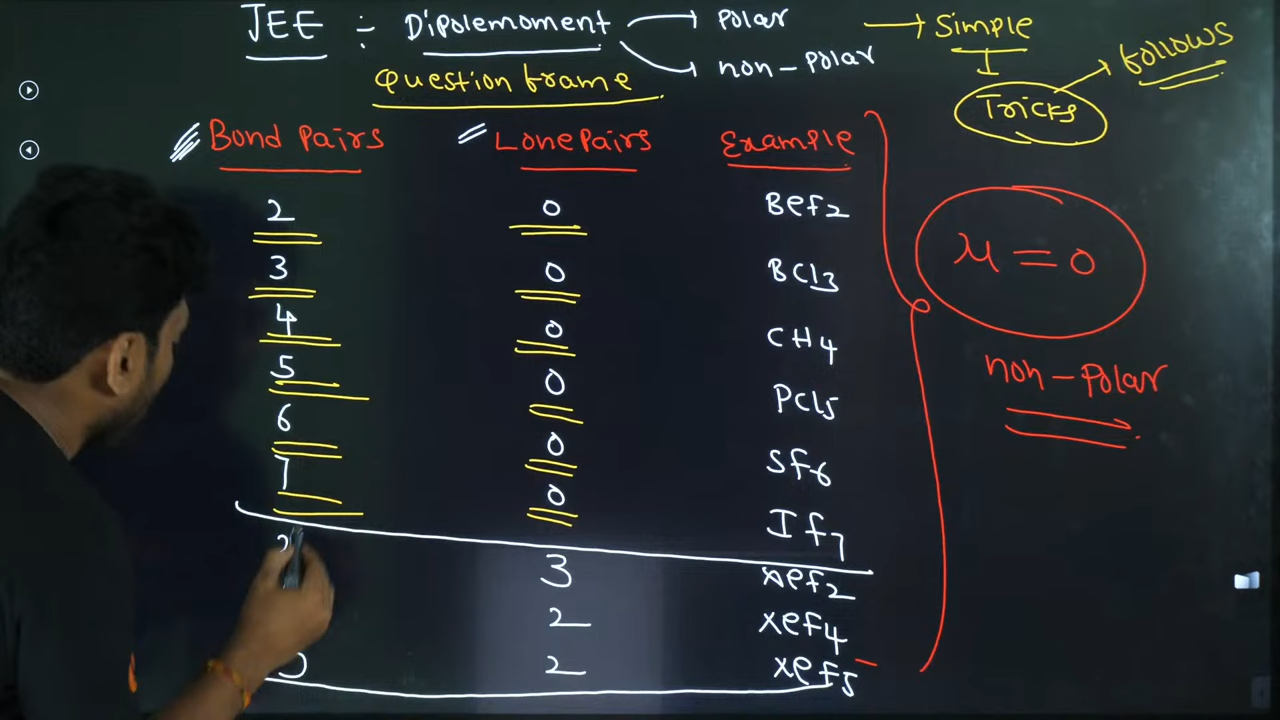 JEE :- Dipolemoment → Polar → Simple
→ non-polar
follows
Question frame
Tricks
Bond Pairs Lone Pairs Example
2 0 Bef2
3 0 BCl3
μ = 0
4 0 CH4
5 0 PCl5
non-polar
6 0 Sf6
7 0 If7
3 xef2
2 xef4
2 xef5-